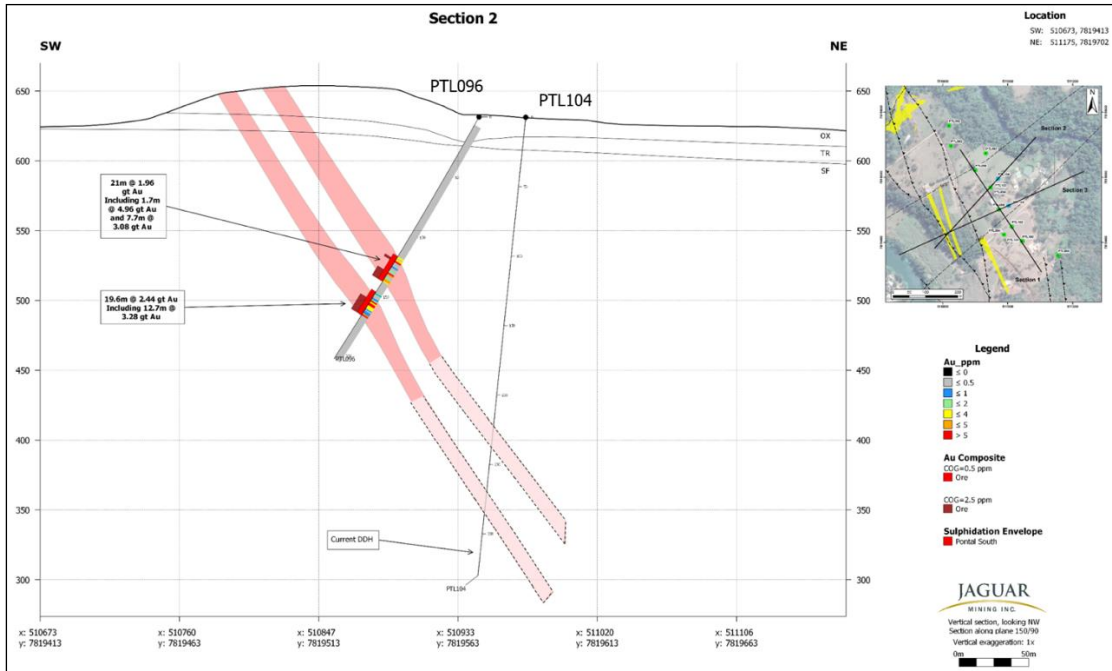 Section 2
Location
SW: 510673, 7819413
NE: 511175, 7819702
SW
NE
PTL096
PTL104
650
650
OX
TR
SF
600
600
21m @ 1.96
gt Au
Including 1.7m
@ 4.96 gt Au
and 7.7m @
3.08 gt Au
550
550
19.6m @ 2.44 gt Au
Including 12.7m @
3.28 gt Au
500
500
PTL096
450
450
400
400
350
350
Current DDH
300
300
PTL104
x: 510673
y: 7819413
x: 510760
y: 7819463
x: 510847
y: 7819513
x: 510933
y: 7819563
x: 511020
y: 7819613
x: 511106
y: 7819663
N
Section 2
Section 3
Section 1
Legend
Au_ppm
≤ 0
≤ 0.5
≤ 1
≤ 2
≤ 4
≤ 5
> 5
Au Composite
COG=0.5 ppm
Ore
COG=2.5 ppm
Ore
Sulphidation Envelope
Pontal South
JAGUAR
MINING INC.
Vertical section, looking NW
Section along plane 150/90
Vertical exaggeration: 1x
0m 50m